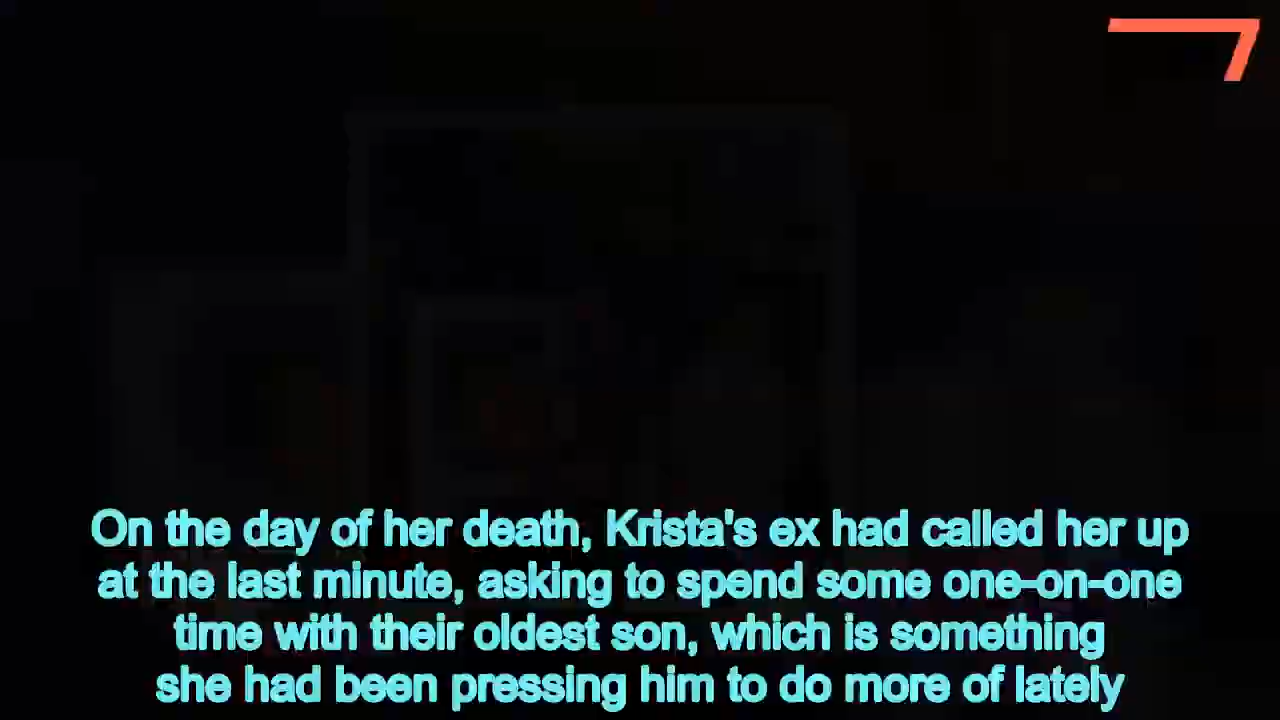 On the day of her death, Krista's ex had called her up
at the last minute, asking to spend some one-on-one
time with their oldest son, which is something
she had been pressing him to do more of lately